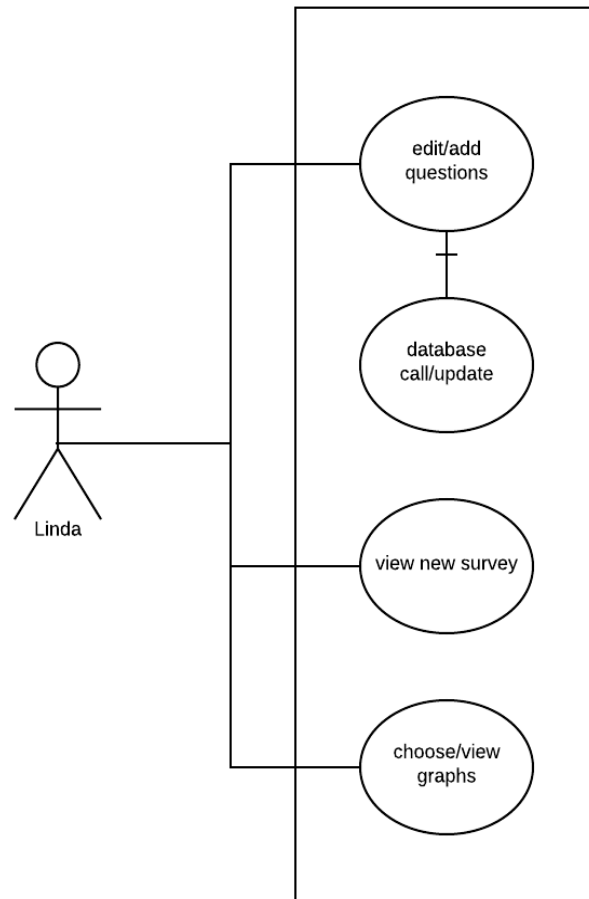 edit/add
questions
database
call/update
Linda
view new survey
choose/view
graphs